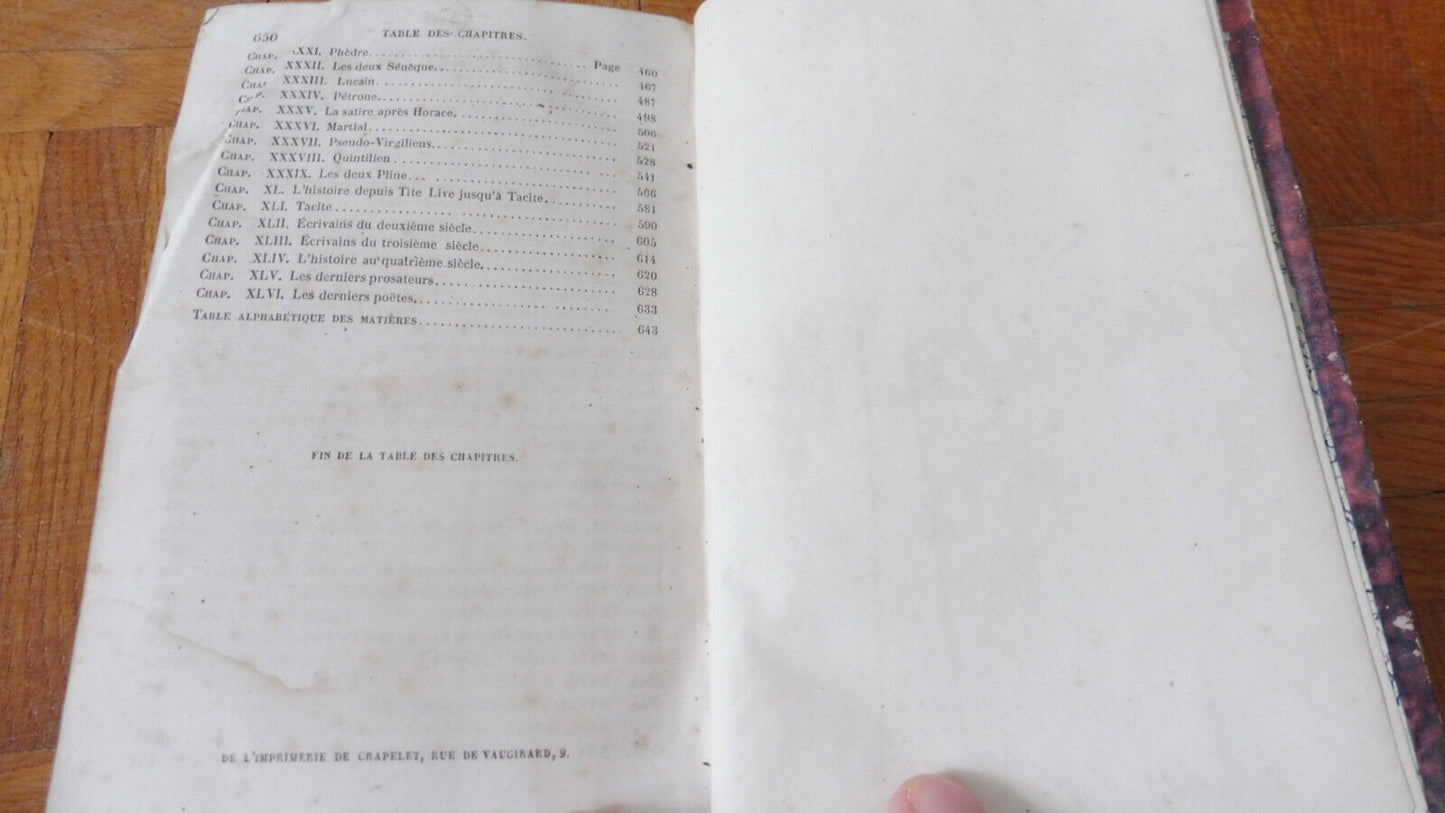 650 TABLE DES CHAPITRES.
CHAP. XXXI. Phèdre. Page 460
CHAP. XXXII. Les deux Sénèque. 467
CHAP. XXXIII. Lucain. 487
XXXIV. Pétrone. 498
CHAP. XXXV. La satire après Horace. 506
CHAP. XXXVI. Martial. 521
CHAP. XXXVII. Pseudo-Virgiliens. 528
CHAP. XXXVIII. Quintilien 541
CHAP. XXXIX. Les deux Pline. 566
CHAP. XL. L'histoire depuis Tite Live jusqu'à Tacite. 581
CHAP. XLI. Tacite 590
CHAP. XLII. Écrivains du deuxième siècle. 605
CHAP. XLIII. Écrivains du troisième siècle. 614
CHAP. XLIV. L'histoire au quatrième siècle. 620
CHAP. XLV. Les derniers prosateurs. 628
CHAP. XLVI. Les derniers poëtes. 633
TABLE ALPHABÉTIQUE DES MATIÈRES 643
FIN DE LA TABLE DES CHAPITRES.
DE L'IMPRIMERIE DE CRAPELET, RUE DE VAUGIRARD, 9.